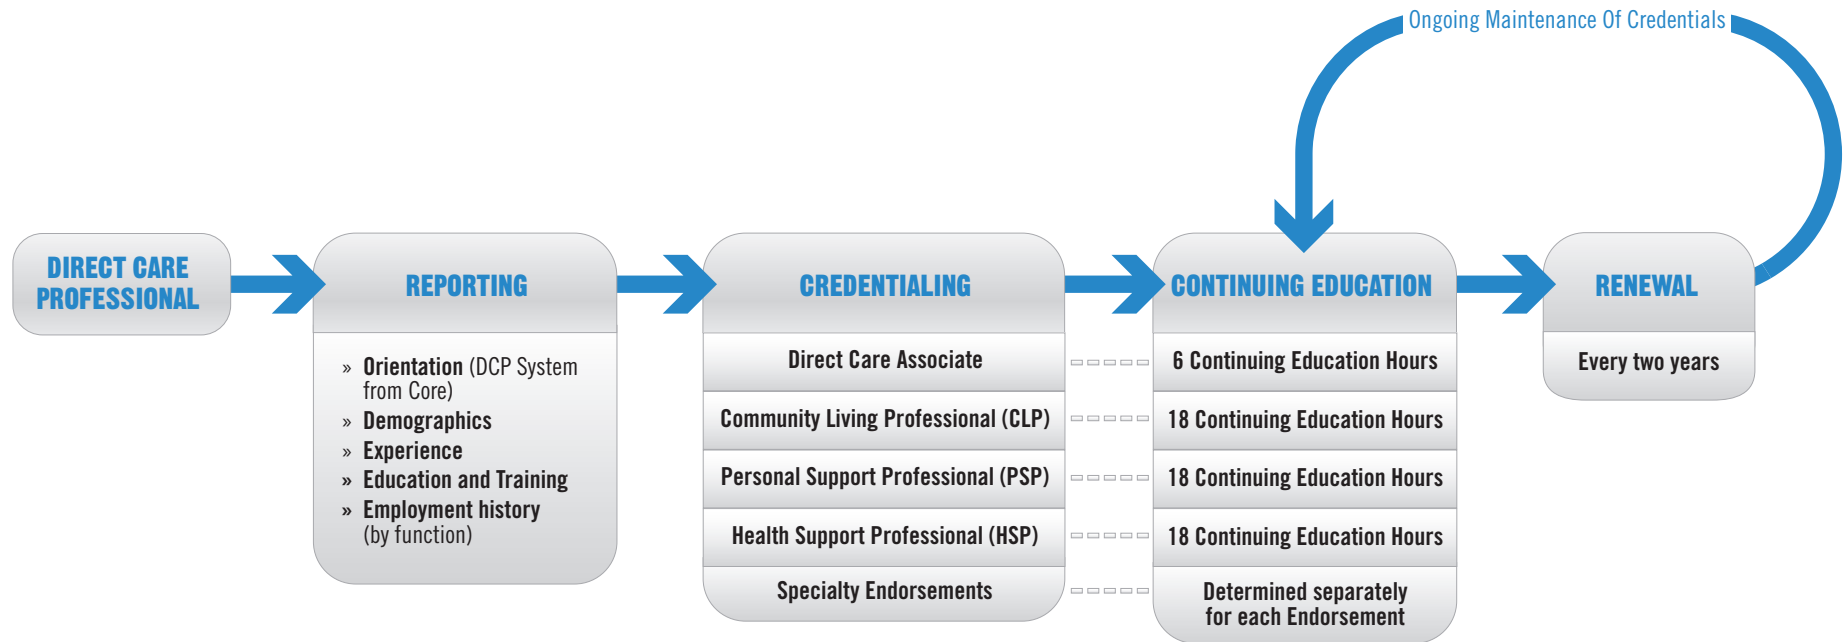 Ongoing Maintenance Of Credentials
DIRECT CARE
PROFESSIONAL
REPORTING
» Orientation (DCP System
from Core)
» Demographics
» Experience
» Education and Training
» Employment history
(by function)
CREDENTIALING
Direct Care Associate
Community Living Professional (CLP)
Personal Support Professional (PSP)
Health Support Professional (HSP)
Specialty Endorsements
CONTINUING EDUCATION
6 Continuing Education Hours
18 Continuing Education Hours
18 Continuing Education Hours
18 Continuing Education Hours
Determined separately
for each Endorsement
RENEWAL
Every two years